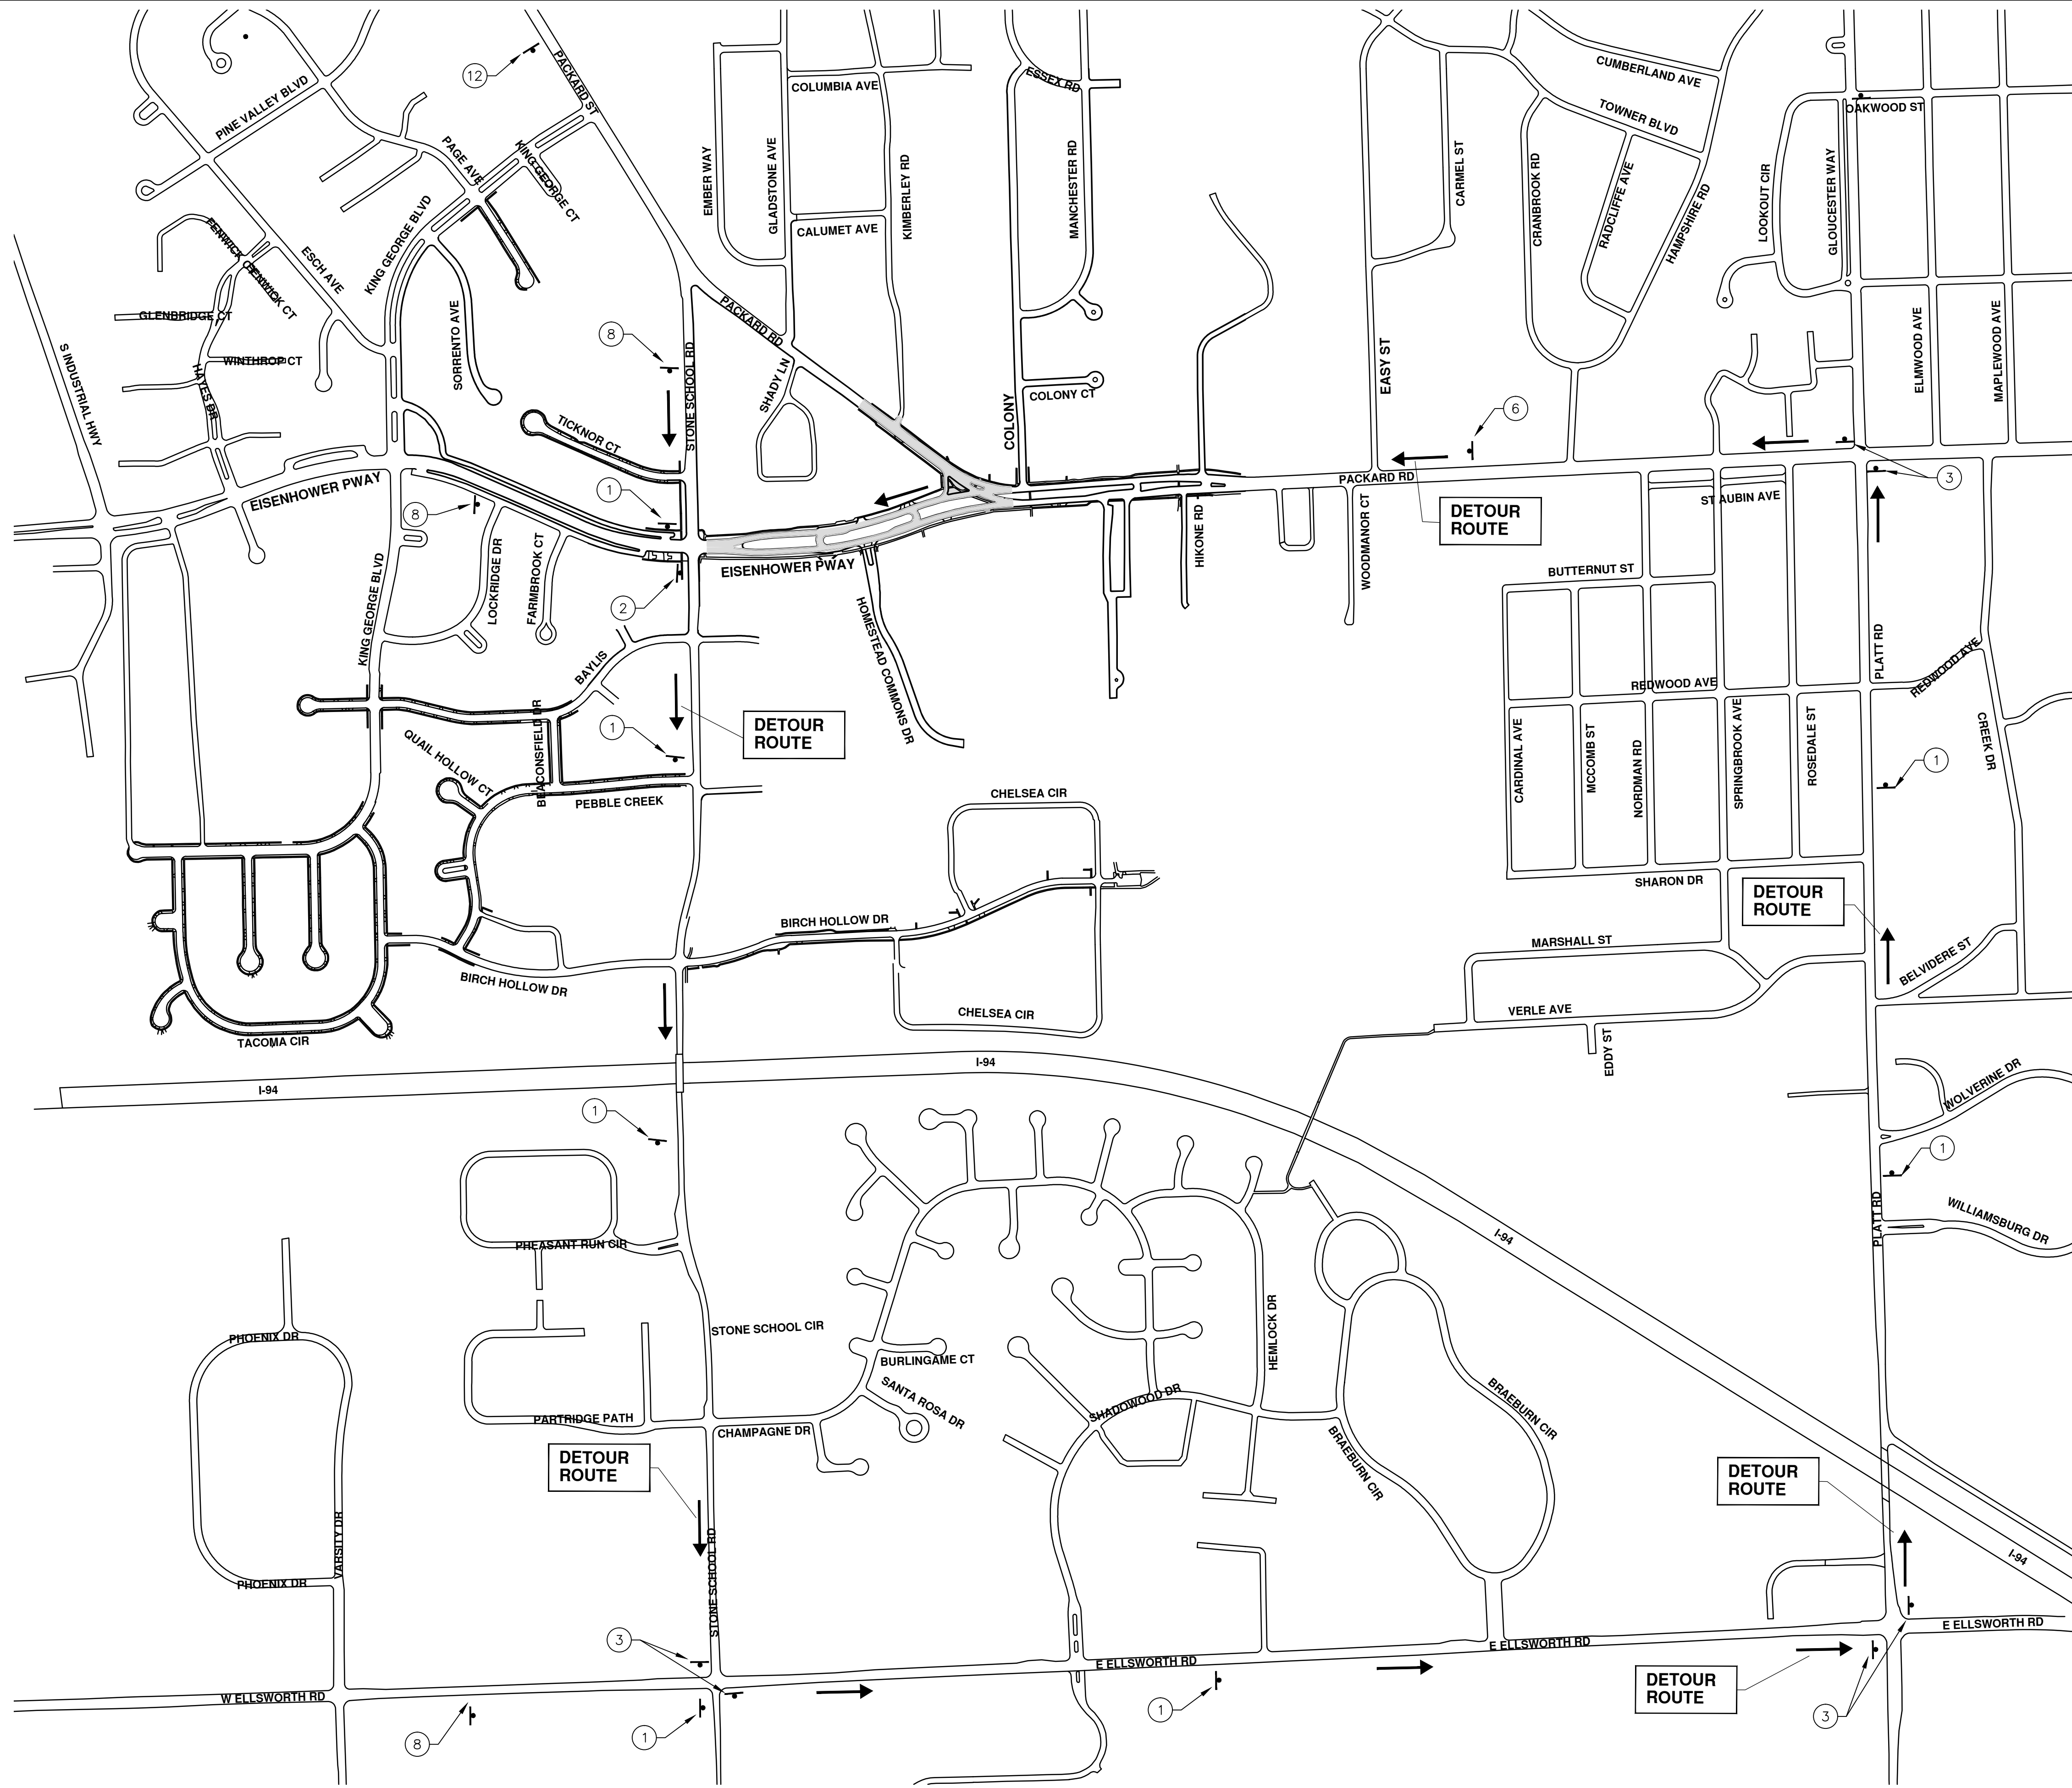 12
PACKARD ST
PINE VALLEY BLVD
PAGE AVE
KING GEORGE CT
KING GEORGE BLVD
ESCH AVE
FENWICK CT
FENWICK CT
GLENBRIDGE CT
WINTHROP CT
HAYES DR
S INDUSTRIAL HWY
SORRENTO AVE
EMBER WAY
COLUMBIA AVE
GLADSTONE AVE
KIMBERLEY RD
CALUMET AVE
ESSEX RD
MANCHESTER RD
CARMEL ST
CUMBERLAND AVE
TOWNER BLVD
CRANBROOK RD
RADCLIFFE AVE
HAMPSHIRE RD
LOOKOUT CIR
GLOUCESTER WAY
OAKWOOD ST
ELMWOOD AVE
MAPLEWOOD AVE
8
PACKARD RD
STONE SCHOOL RD
SHADY LN
TICKNOR CT
COLONY
COLONY CT
EASY ST
6
3
PACKARD RD
DETOUR
ROUTE
ST AUBIN AVE
EISENHOWER PWAY
8
1
2
EISENHOWER PWAY
HIKONE RD
WOODMANOR CT
KING GEORGE BLVD
LOCKRIDGE DR
FARMBROOK CT
BAYLIS
HOMESTEAD COMMONS DR
BUTTERNUT ST
PLATT RD
REDWOOD AVE
REDWOOD AVE
CREEK DR
DETOUR
ROUTE
1
BEACONSFIELD DR
QUAIL HOLLOW CT
PEBBLE CREEK
CHELSEA CIR
CARDINAL AVE
MCCOMB ST
NORDMAN RD
SPRINGBROOK AVE
ROSEDALE ST
1
SHARON DR
DETOUR
ROUTE
BIRCH HOLLOW DR
BIRCH HOLLOW DR
MARSHALL ST
BELVIDERE ST
CHELSEA CIR
VERLE AVE
EDDY ST
TACOMA CIR
I-94
I-94
WOLVERINE DR
1
1
PLATT RD
WILLIAMSBURG DR
I-94
PHEASANT RUN CIR
STONE SCHOOL CIR
PHOENIX DR
BURLINGAME CT
SANTA ROSA DR
HEMLOCK DR
SHADOWOOD DR
BRAEBURN CIR
BRAEBURN CIR
PARTRIDGE PATH
CHAMPAGNE DR
DETOUR
ROUTE
DETOUR
ROUTE
VARSITY DR
STONE SCHOOL RD
PHOENIX DR
I-94
3
E ELLSWORTH RD
E ELLSWORTH RD
E ELLSWORTH RD
W ELLSWORTH RD
DETOUR
ROUTE
8
1
1
3